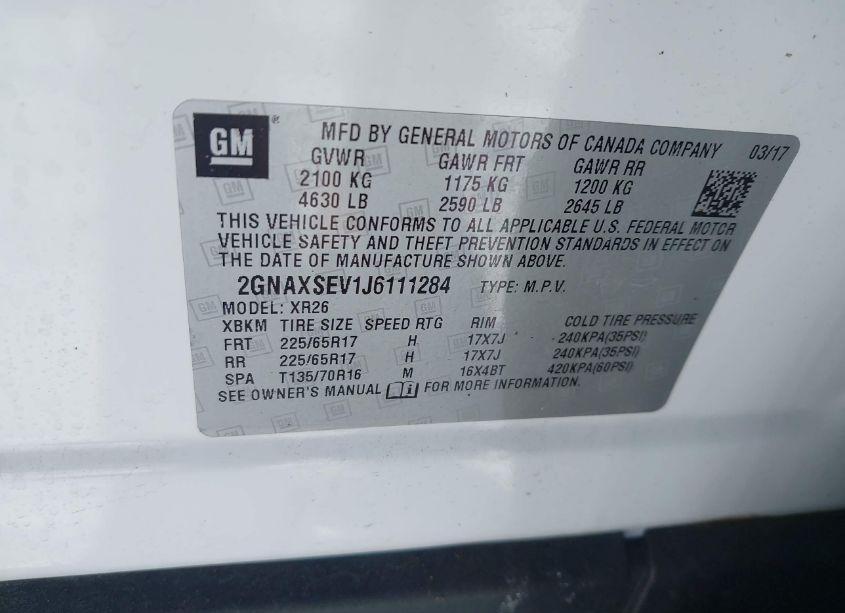 GM ®
MFD BY GENERAL MOTORS OF CANADA COMPANY 03/17
GVWR GAWR FRT GAWR RR
2100 KG 1175 KG 1200 KG
4630 LB 2590 LB 2645 LB
THIS VEHICLE CONFORMS TO ALL APPLICABLE U.S. FEDERAL MOTOR
VEHICLE SAFETY AND THEFT PREVENTION STANDARDS IN EFFECT ON
THE DATE OF MANUFACTURE SHOWN ABOVE.
2GNAXSEV1J6111284 TYPE: M.P.V.
MODEL: XR26
XBKM TIRE SIZE SPEED RTG RIM COLD TIRE PRESSURE
FRT 225/65R17 H 17X7J 240KPA(35PSI)
RR 225/65R17 H 17X7J 240KPA(35PSI)
SPA T135/70R16 M 16X4BT 420KPA(60PSI)
SEE OWNER'S MANUAL FOR MORE INFORMATION.